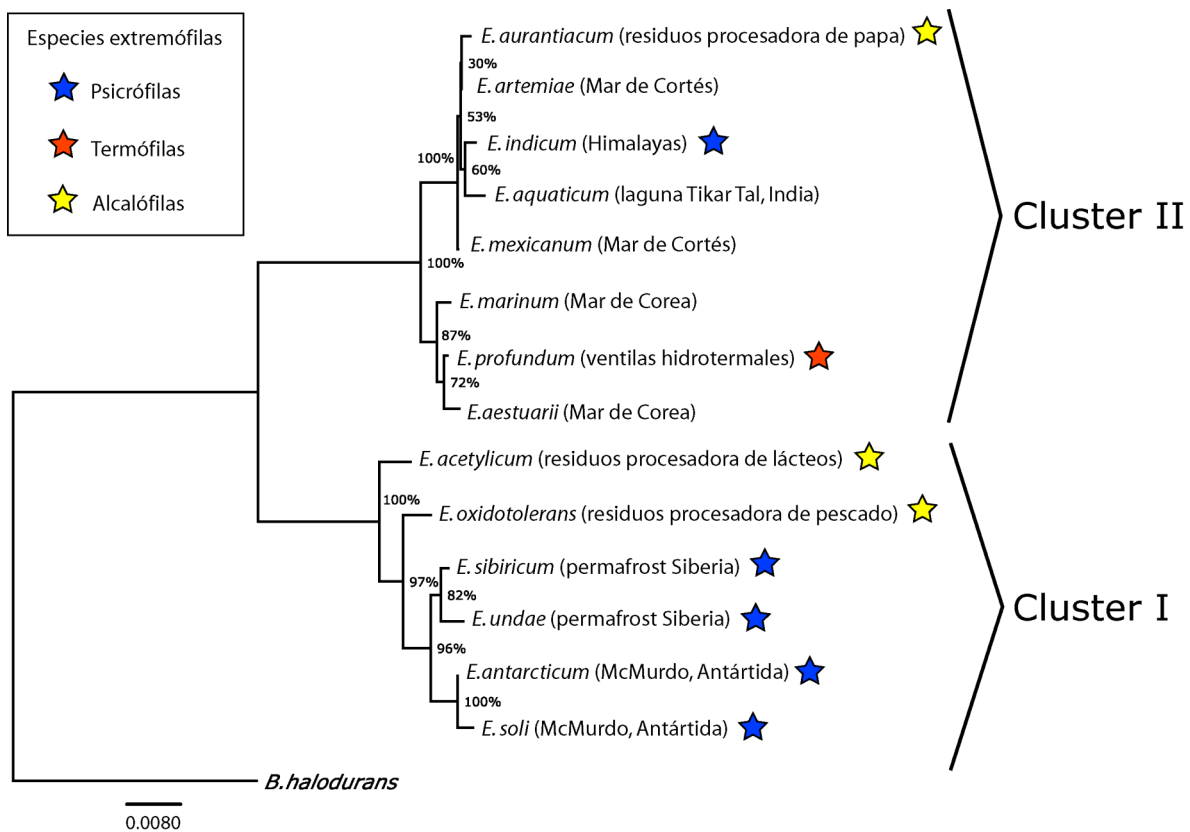 Especies extremófilas
Psicrófilas
Termófilas
Alcalófilas
E. aurantiacum (residuos procesadora de papa)
30%
E. artemiae (Mar de Cortés)
53%
E. indicum (Himalayas)
100%
60%
E. aquaticum (laguna Tikar Tal, India)
Cluster II
E. mexicanum (Mar de Cortés)
100%
E. marinum (Mar de Corea)
87%
E. profundum (ventilas hidrotermales)
72%
E.aestuarii (Mar de Corea)
E. acetylicum (residuos procesadora de lácteos)
100%
E. oxidotolerans (residuos procesadora de pescado)
E. sibiricum (permafrost Siberia)
97%
82%
Cluster I
E. undae (permafrost Siberia)
96%
E.antarcticum (McMurdo, Antártida)
100%
E. soli (McMurdo, Antártida)
B.halodurans
0.0080